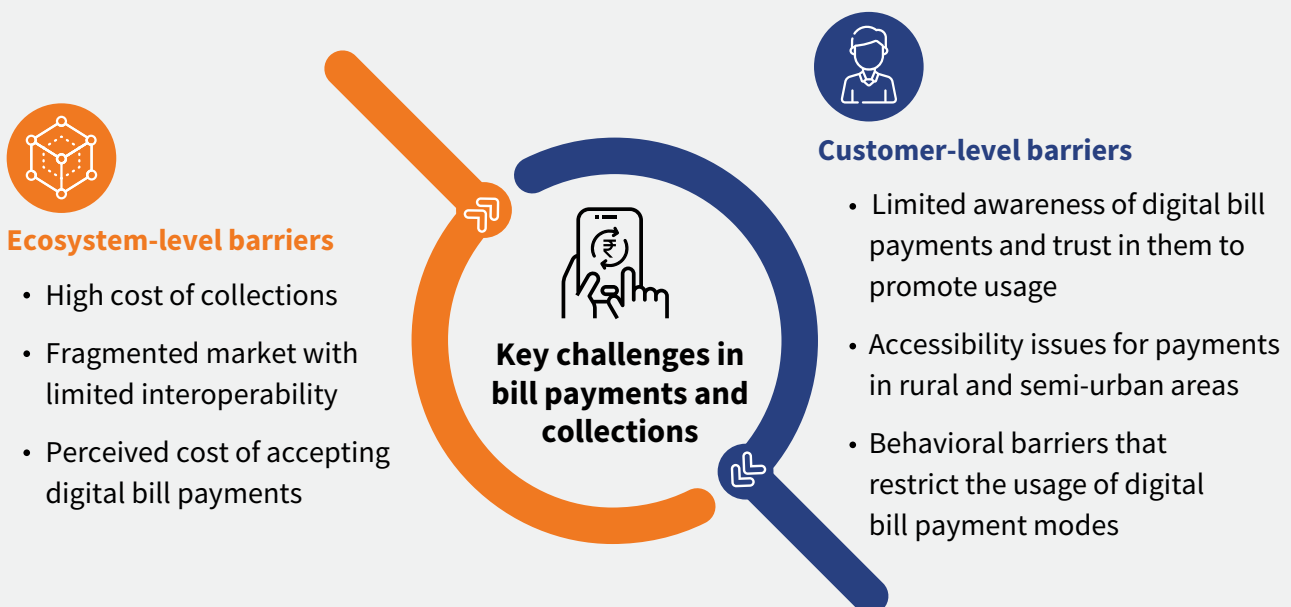 Ecosystem-level barriers
• High cost of collections
• Fragmented market with
limited interoperability
• Perceived cost of accepting
digital bill payments
₹
Key challenges in
bill payments and
collections
Customer-level barriers
• Limited awareness of digital bill
payments and trust in them to
promote usage
• Accessibility issues for payments
in rural and semi-urban areas
• Behavioral barriers that
restrict the usage of digital
bill payment modes